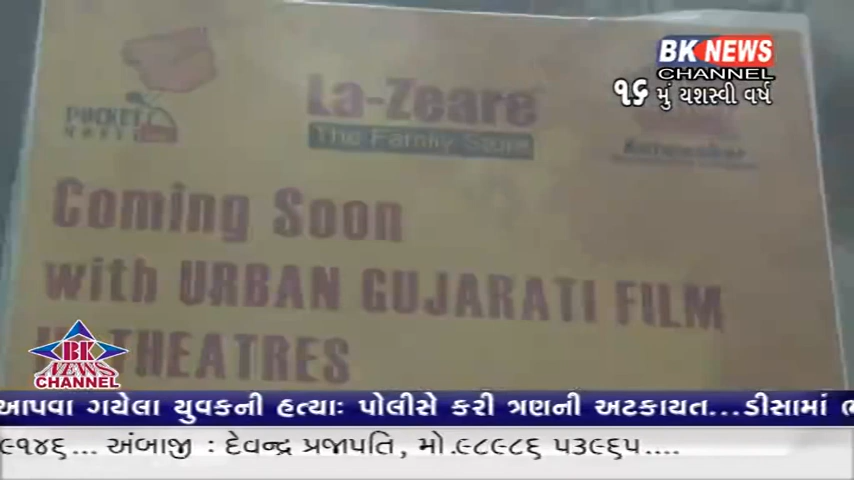 BK NEWS
CHANNEL
૧૬ મું યશસ્વી વર્ષ
POCKET
La-Zeare
The Family Store
Coming Soon
with URBAN GUJARATI FILM
IN THEATRES
BK
NEWS
CHANNEL
આપવા ગયેલા યુવકની હત્યાઃ પોલીસે કરી ત્રણની અટકાયત...ડીસામાં
૯૧૪૬... અંબાજી : દેવન્દ્ર પ્રજાપતિ, મો.૯૮૯૮૬ ૫૩૯૬૫....